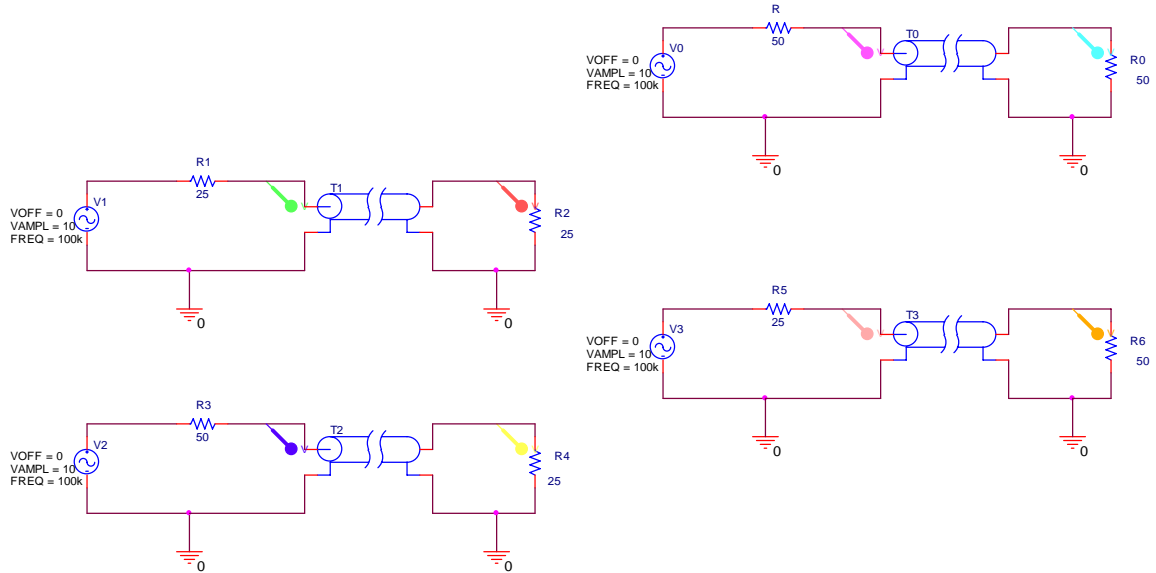 R
50
V0
VOFF = 0
VAMPL = 10
FREQ = 100k
T0
R0
50
0
0
R1
25
V1
VOFF = 0
VAMPL = 10
FREQ = 100k
T1
R2
25
0
0
R5
25
V3
VOFF = 0
VAMPL = 10
FREQ = 100k
T3
R6
50
0
0
R3
50
V2
VOFF = 0
VAMPL = 10
FREQ = 100k
T2
R4
25
0
0